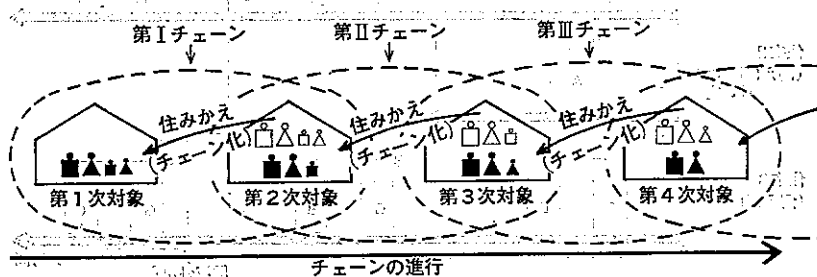 第Ⅰチェーン
第Ⅱチェーン
第Ⅲチェーン
住みかえ
(チェーン化)
住みかえ
(チェーン化)
住みかえ
(チェーン化)
第1次対象
第2次対象
第3次対象
第4次対象
チェーンの進行